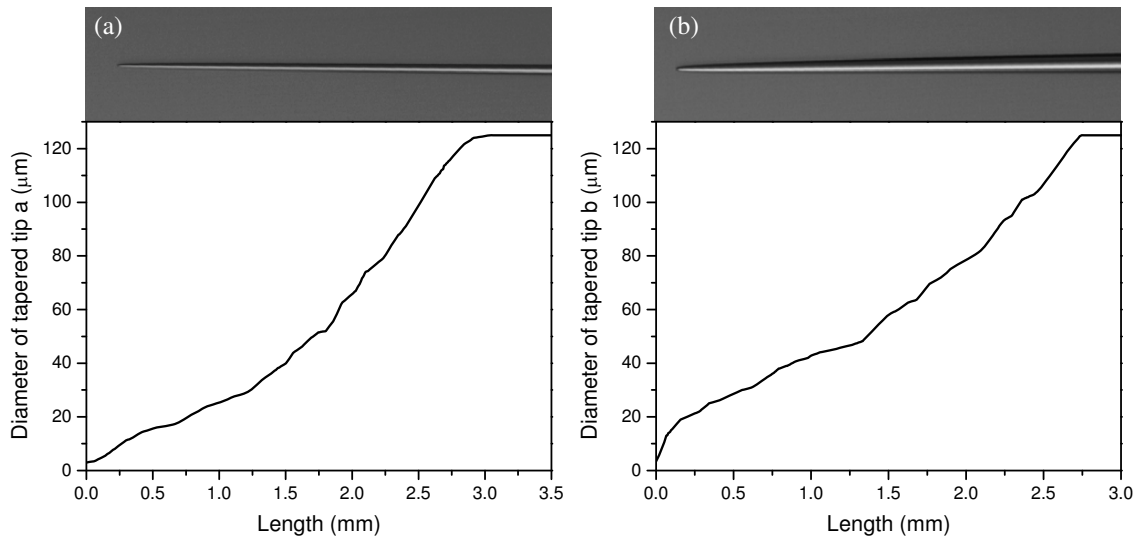 (a)
120
100
80
60
40
20
0
Diameter of tapered tip a (μm)
0.0 0.5 1.0 1.5 2.0 2.5 3.0 3.5
Length (mm)
(b)
120
100
80
60
40
20
0
Diameter of tapered tip b (μm)
0.0 0.5 1.0 1.5 2.0 2.5 3.0
Length (mm)